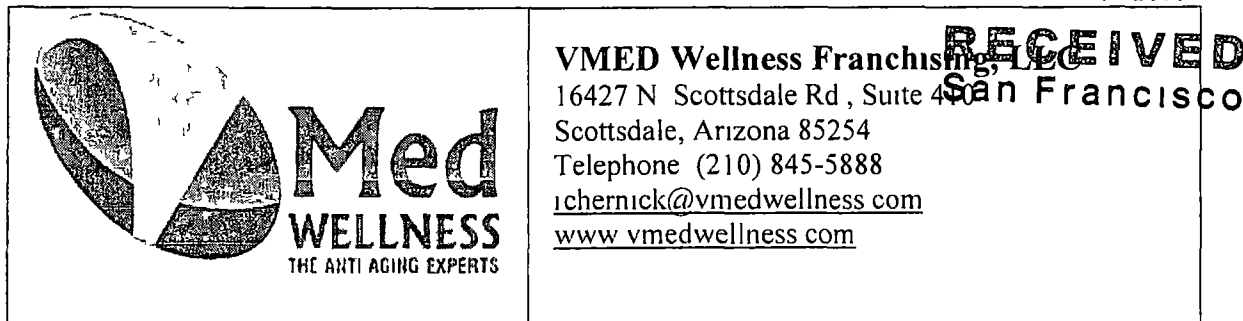 Med
WELLNESS
THE ANTI AGING EXPERTS
VMED Wellness Franchising, LLC
16427 N Scottsdale Rd , Suite 410
Scottsdale, Arizona 85254
Telephone (210) 845-5888
ichernick@vmedwellness com
www vmedwellness com
RECEIVED
San Francisco